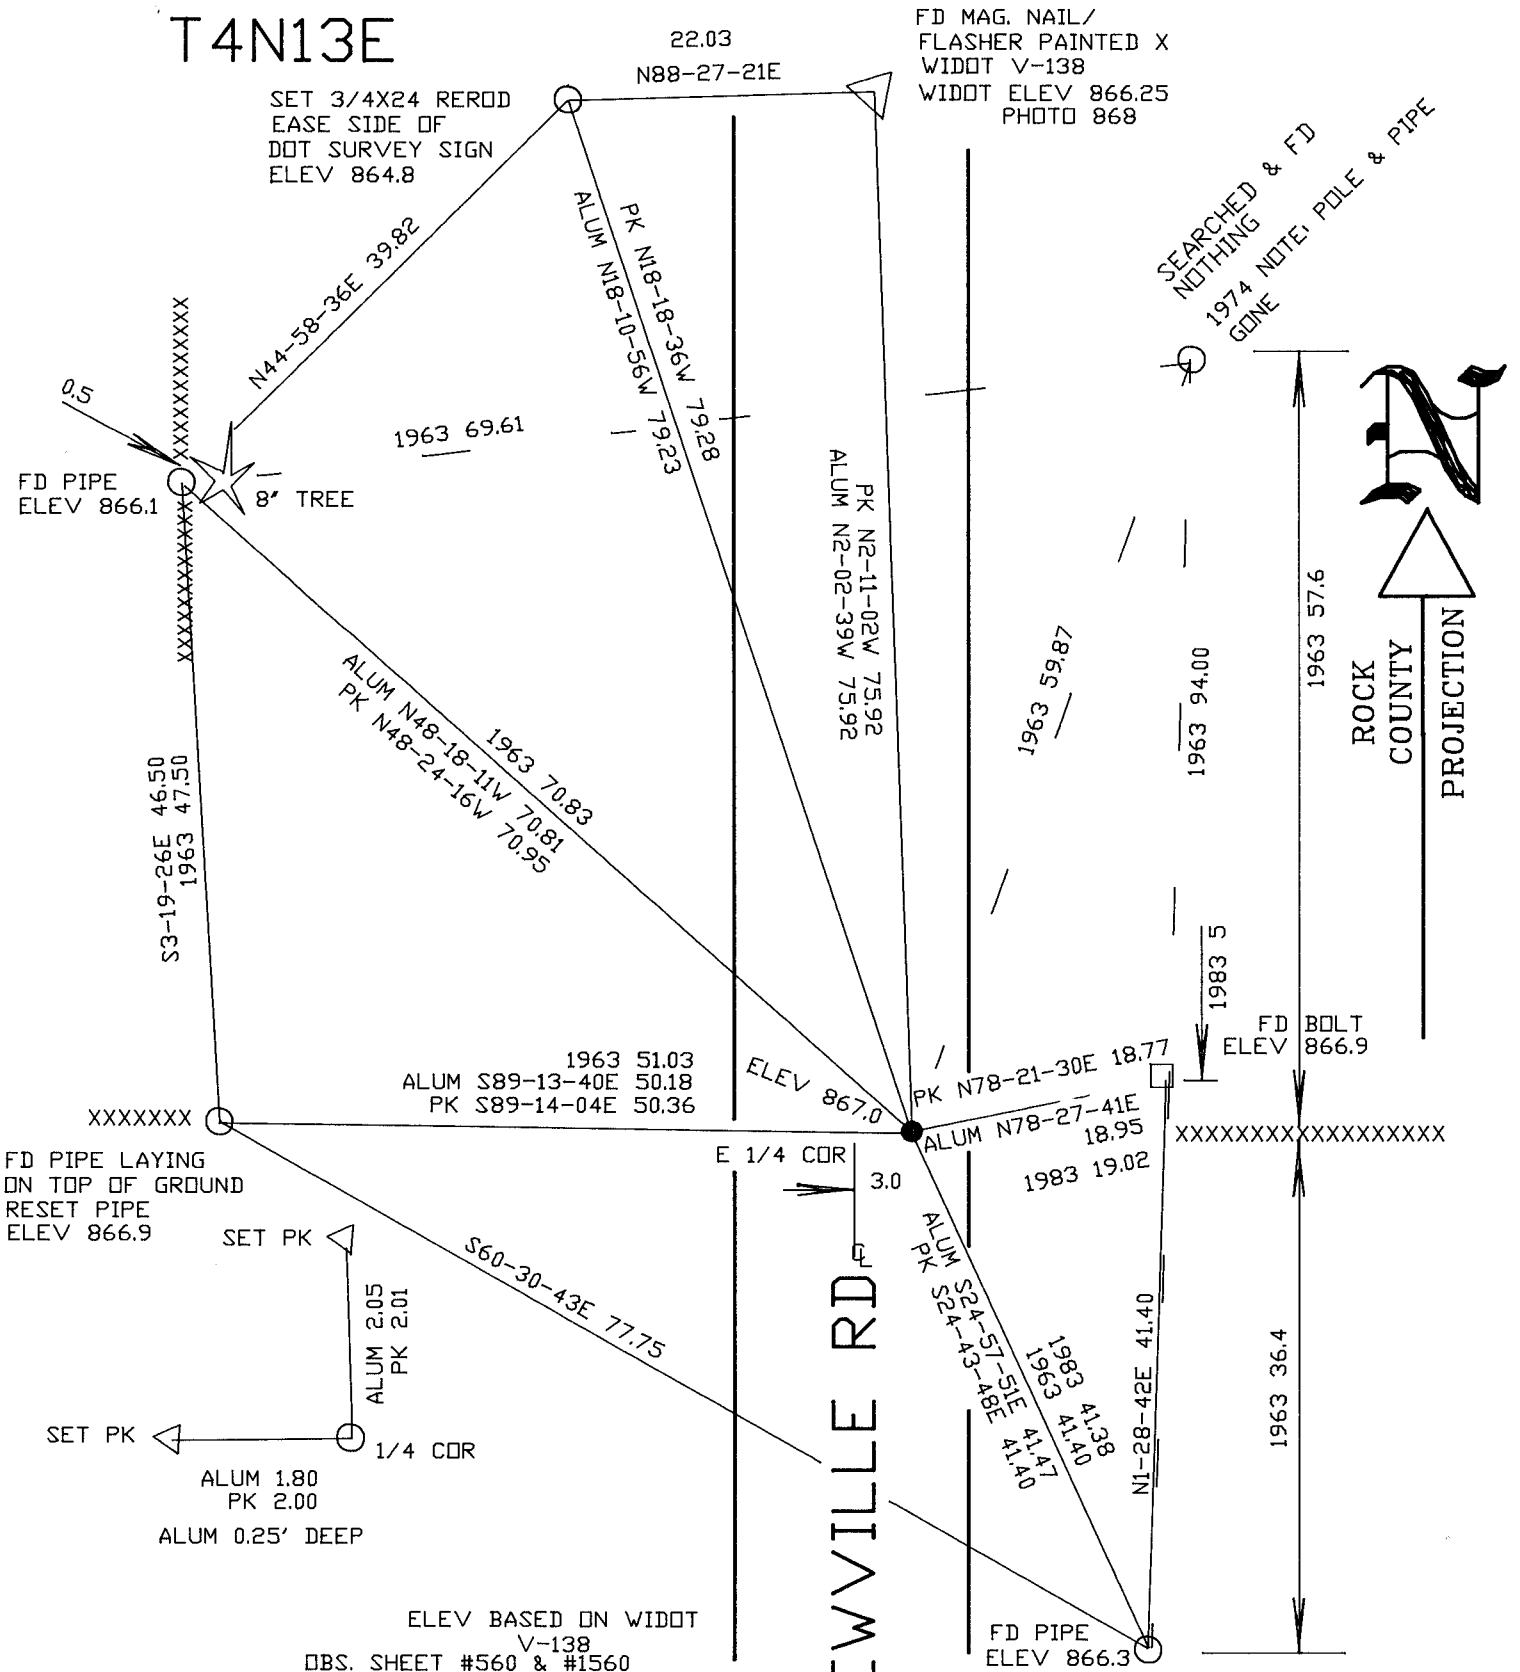 T4N13E
22.03
N88-27-21E
FD MAG. NAIL/
FLASHER PAINTED X
WIDOT V-138
WIDOT ELEV 866.25
PHOTO 868
SET 3/4X24 REROD
EASE SIDE OF
DOT SURVEY SIGN
ELEV 864.8
SEARCHED & FD
NOTHING
1974 NOTE, POLE & PIPE
GONE
N44-58-36E 39.82
PK N18-18-36W 79.28
ALUM N18-10-56W 79.23
XXXXXXXXXXXXX
0.5
1963 69.61
FD PIPE
ELEV 866.1
8" TREE
XXXXXXXXXXXXX
PK N2-11-02W 75.92
ALUM N2-02-39W 75.92
N
1963 57.6
ROCK
COUNTY
PROJECTION
1963 59.87
1963 94.00
1963 70.83
ALUM N48-18-11W 70.81
PK N48-24-16W 70.95
S3-19-26E 46.50
1963 47.50
1983 5
FD BOLT
ELEV 866.9
1963 51.03
ALUM S89-13-40E 50.18
PK S89-14-04E 50.36
ELEV 867.0
PK N78-21-30E 18.77
ALUM N78-27-41E
18.95
1983 19.02
XXXXXXX
XXXXXXXXXXXXXXXXXX
E 1/4 COR
3.0
CL
FD PIPE LAYING
ON TOP OF GROUND
RESET PIPE
ELEV 866.9
SET PK
ALUM 2.05
PK 2.01
S60-30-43E 77.75
SET PK
1/4 COR
ALUM 1.80
PK 2.00
ALUM 0.25' DEEP
1983 41.38
1963 41.40
ALUM S24-57-51E 41.47
PK S24-43-48E 41.40
N1-28-42E 41.40
1963 36.4
EWVILLE RD
ELEV BASED ON WIDOT
V-138
OBS. SHEET #560 & #1560
FD PIPE
ELEV 866.3